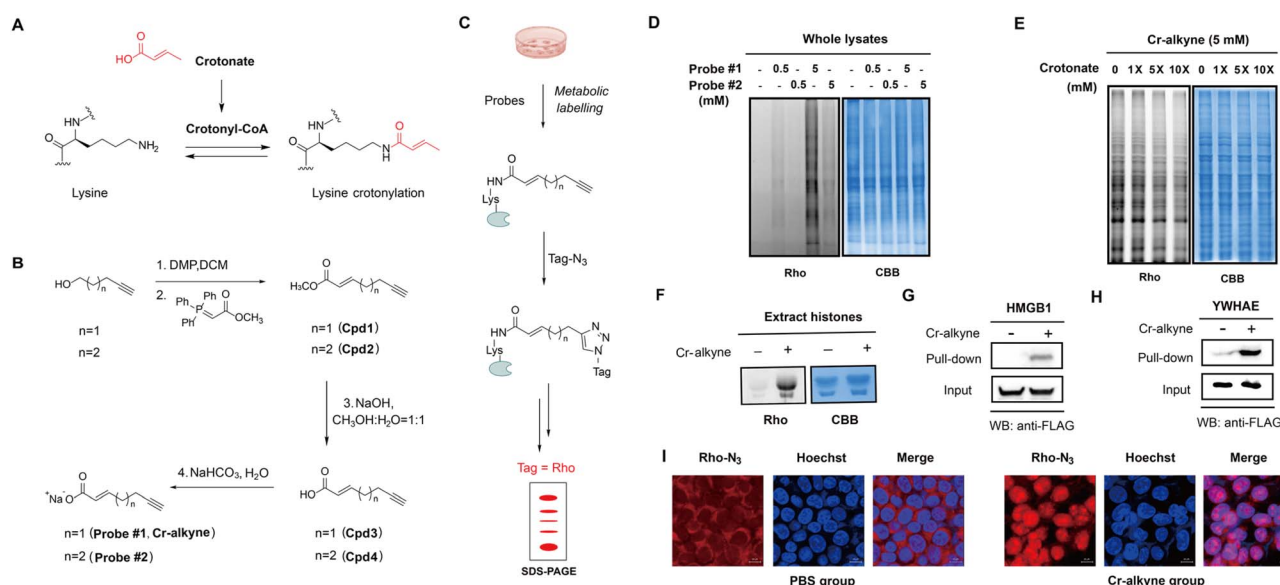 A
O
HO
Crotonate
Crotonyl-CoA
HN
O
NH2
Lysine
HN
O
N
H
O
Lysine crotonylation
B
HO
n
n=1
n=2
1. DMP,DCM
2.
Ph
Ph
Ph
P
O
OCH3
O
H3CO
n
n=1 (Cpd1)
n=2 (Cpd2)
3. NaOH,
CH3OH:H2O=1:1
O
HO
n
n=1 (Cpd3)
n=2 (Cpd4)
4. NaHCO3, H2O
O
+Na-O
n
n=1 (Probe #1, Cr-alkyne)
n=2 (Probe #2)
C
Probes
Metabolic
labelling
O
HN
n
Lys
Tag-N3
O
HN
n
N
N
N
Lys
Tag
Tag = Rho
SDS-PAGE
D
Whole lysates
Probe #1 - 0.5 - 5 - - 0.5 - 5 -
Probe #2 - - 0.5 - 5 - - 0.5 - 5
(mM)
Rho CBB
E
Cr-alkyne (5 mM)
Crotonate 0 1X 5X 10X 0 1X 5X 10X
(mM)
Rho CBB
F
Extract histones
Cr-alkyne – + – +
Rho CBB
G
HMGB1
Cr-alkyne - +
Pull-down
Input
WB: anti-FLAG
H
YWHAE
Cr-alkyne - +
Pull-down
Input
WB: anti-FLAG
I
Rho-N3 Hoechst Merge
PBS group
Rho-N3 Hoechst Merge
Cr-alkyne group